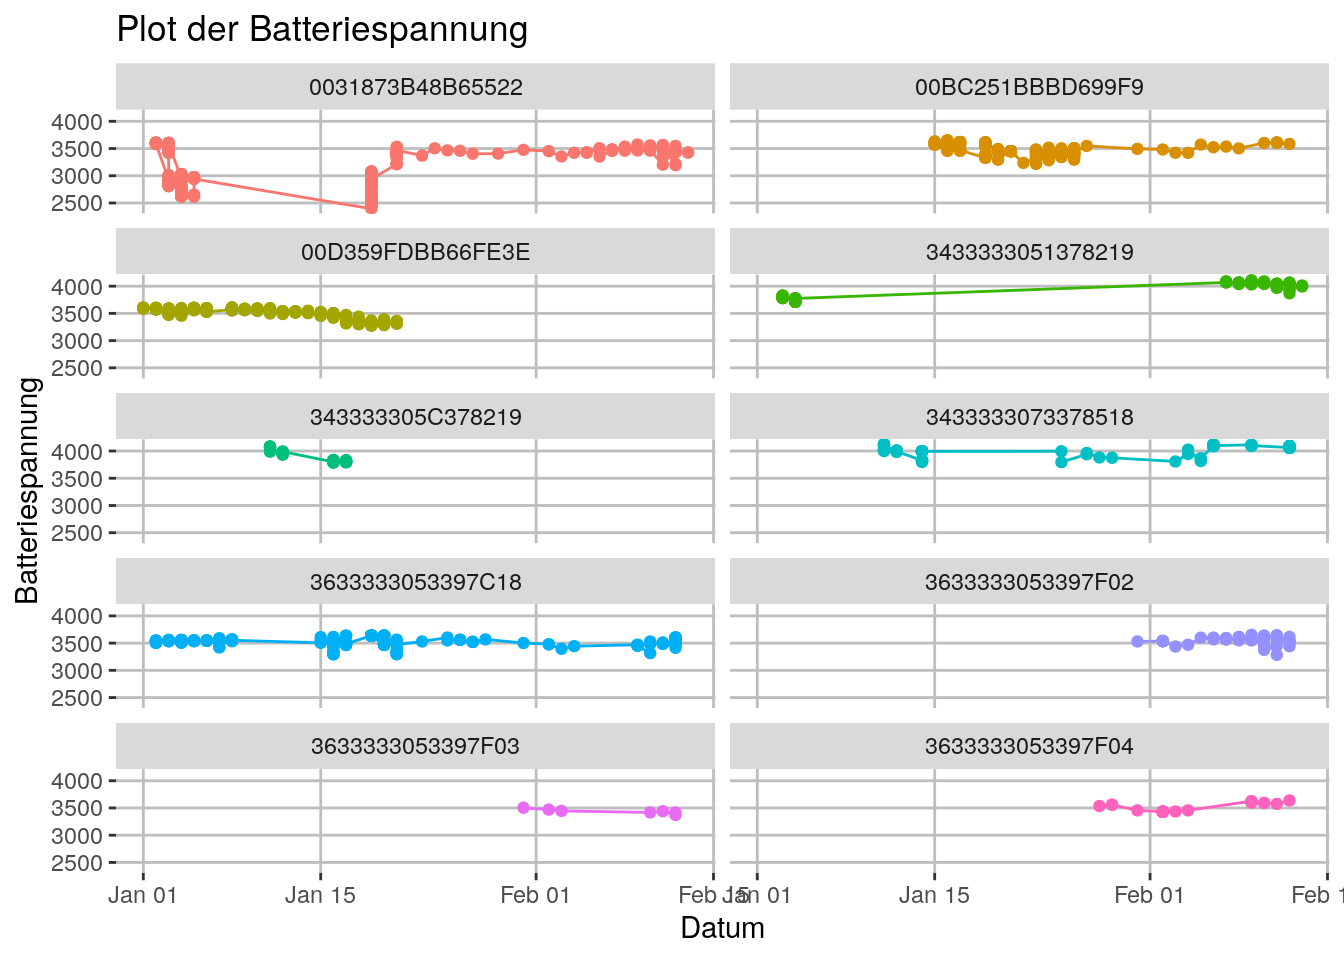 Plot der Batteriespannung
0031873B48B65522 00BC251BBBD699F9
4000
3500
3000
2500
00D359FDBB66FE3E 3433333051378219
4000
3500
3000
2500
343333305C378219 3433333073378518
4000
3500
3000
2500
3633333053397C18 3633333053397F02
4000
3500
3000
2500
3633333053397F03 3633333053397F04
4000
3500
3000
2500
Batteriespannung
Jan 01 Jan 15 Feb 01 Feb 15 Jan 01 Jan 15 Feb 01 Feb 1
Datum